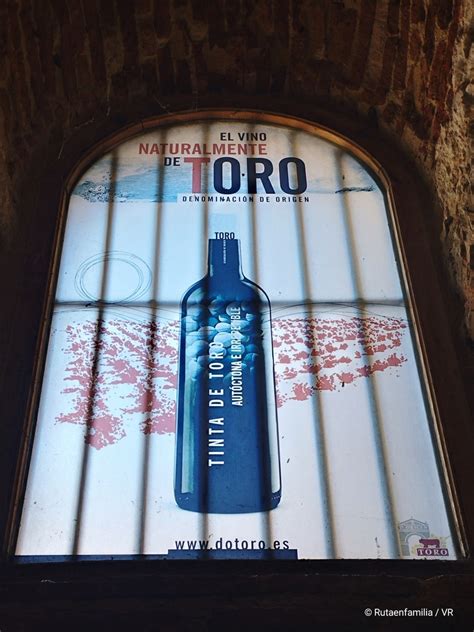 EL VINO
NATURALMENTE
DE TORO
DENOMINACIÓN DE ORIGEN
TORO
TINTA DE TORO
AUTÓCTONA E IRREPETIBLE
www.dotoro.es
TORO
© Rutaenfamilia / VR